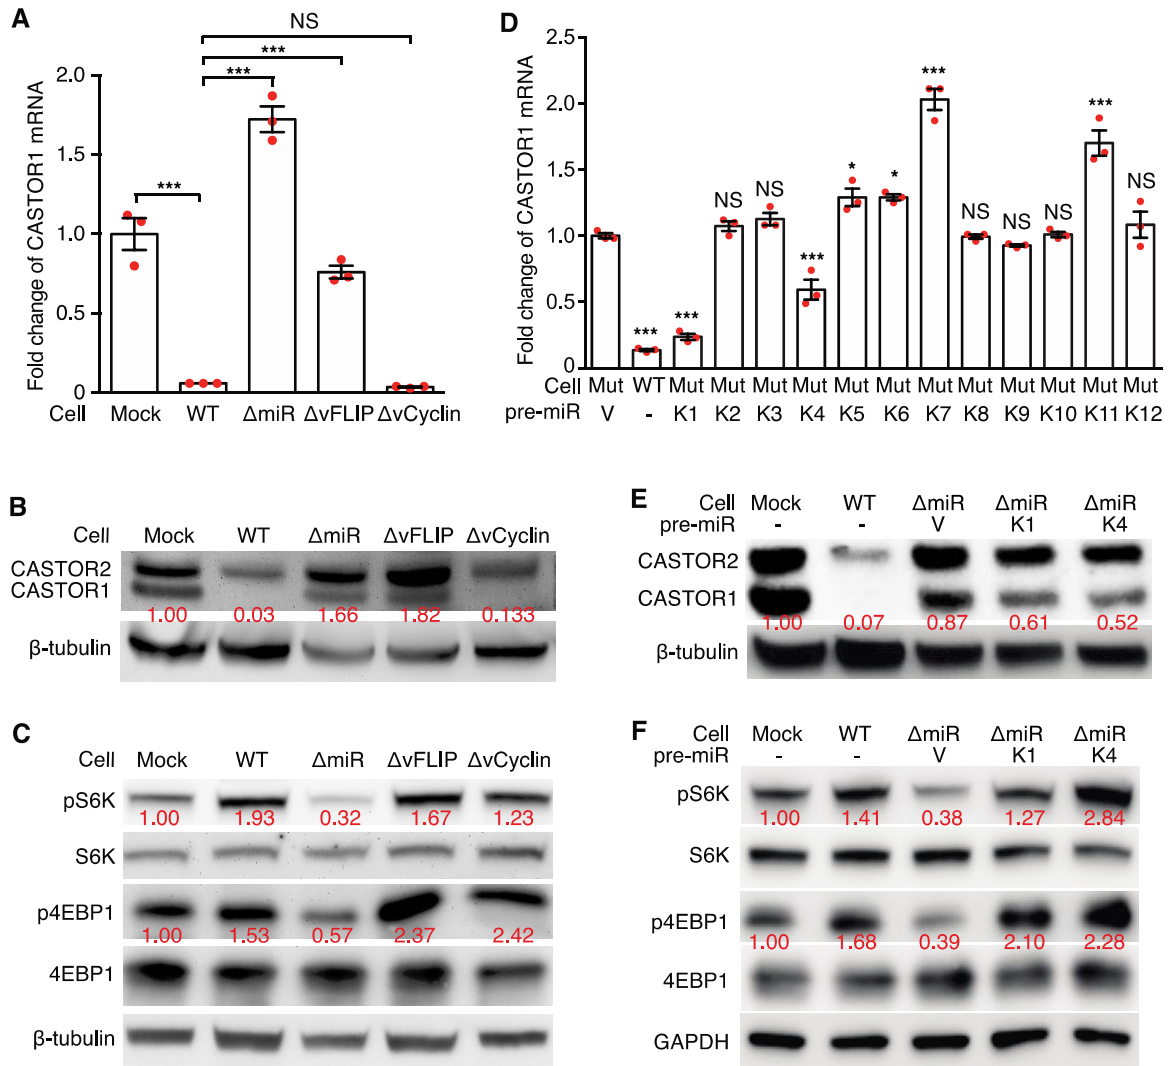 A
Fold change of CASTOR1 mRNA
2.0
1.5
1.0
0.5
0
NS
***
***
***
***
Cell Mock WT ΔmiR ΔvFLIP ΔvCyclin
D
Fold change of CASTOR1 mRNA
2.5
2.0
1.5
1.0
0.5
0
*** *** NS NS *** * * *** NS NS NS *** NS
Cell Mut WT Mut Mut Mut Mut Mut Mut Mut Mut Mut Mut Mut Mut
pre-miR V - K1 K2 K3 K4 K5 K6 K7 K8 K9 K10 K11 K12
B
Cell Mock WT ΔmiR ΔvFLIP ΔvCyclin
CASTOR2
CASTOR1
1.00 0.03 1.66 1.82 0.133
β-tubulin
E
Cell Mock WT ΔmiR ΔmiR ΔmiR
pre-miR - - V K1 K4
CASTOR2
CASTOR1
1.00 0.07 0.87 0.61 0.52
β-tubulin
C
Cell Mock WT ΔmiR ΔvFLIP ΔvCyclin
pS6K
1.00 1.93 0.32 1.67 1.23
S6K
p4EBP1
1.00 1.53 0.57 2.37 2.42
4EBP1
β-tubulin
F
Cell Mock WT ΔmiR ΔmiR ΔmiR
pre-miR - - V K1 K4
pS6K
1.00 1.41 0.38 1.27 2.84
S6K
p4EBP1
1.00 1.68 0.39 2.10 2.28
4EBP1
GAPDH